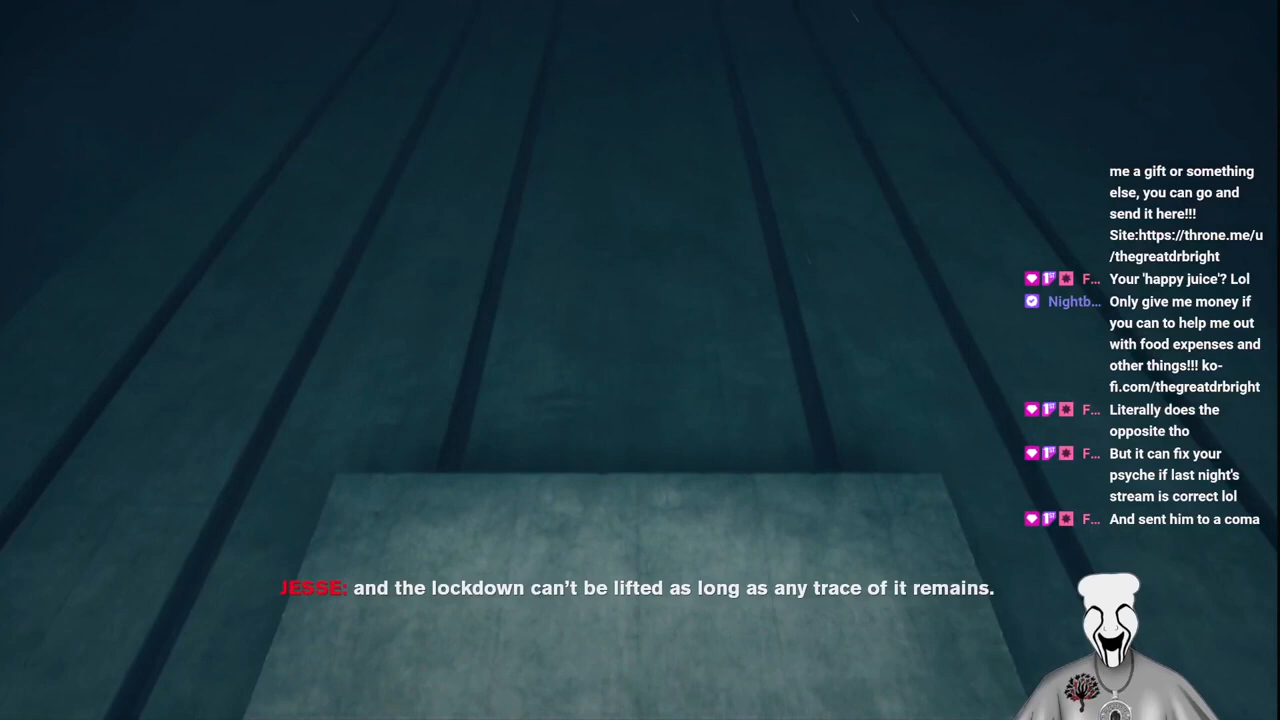 me a gift or something
else, you can go and
send it here!!!
Site:https://throne.me/u
/thegreatdrbright
F... Your 'happy juice'? Lol
Nightb... Only give me money if
you can to help me out
with food expenses and
other things!!! ko-
fi.com/thegreatdrbright
F... Literally does the
opposite tho
F... But it can fix your
psyche if last night's
stream is correct lol
F... And sent him to a coma
JESSE: and the lockdown can't be lifted as long as any trace of it remains.